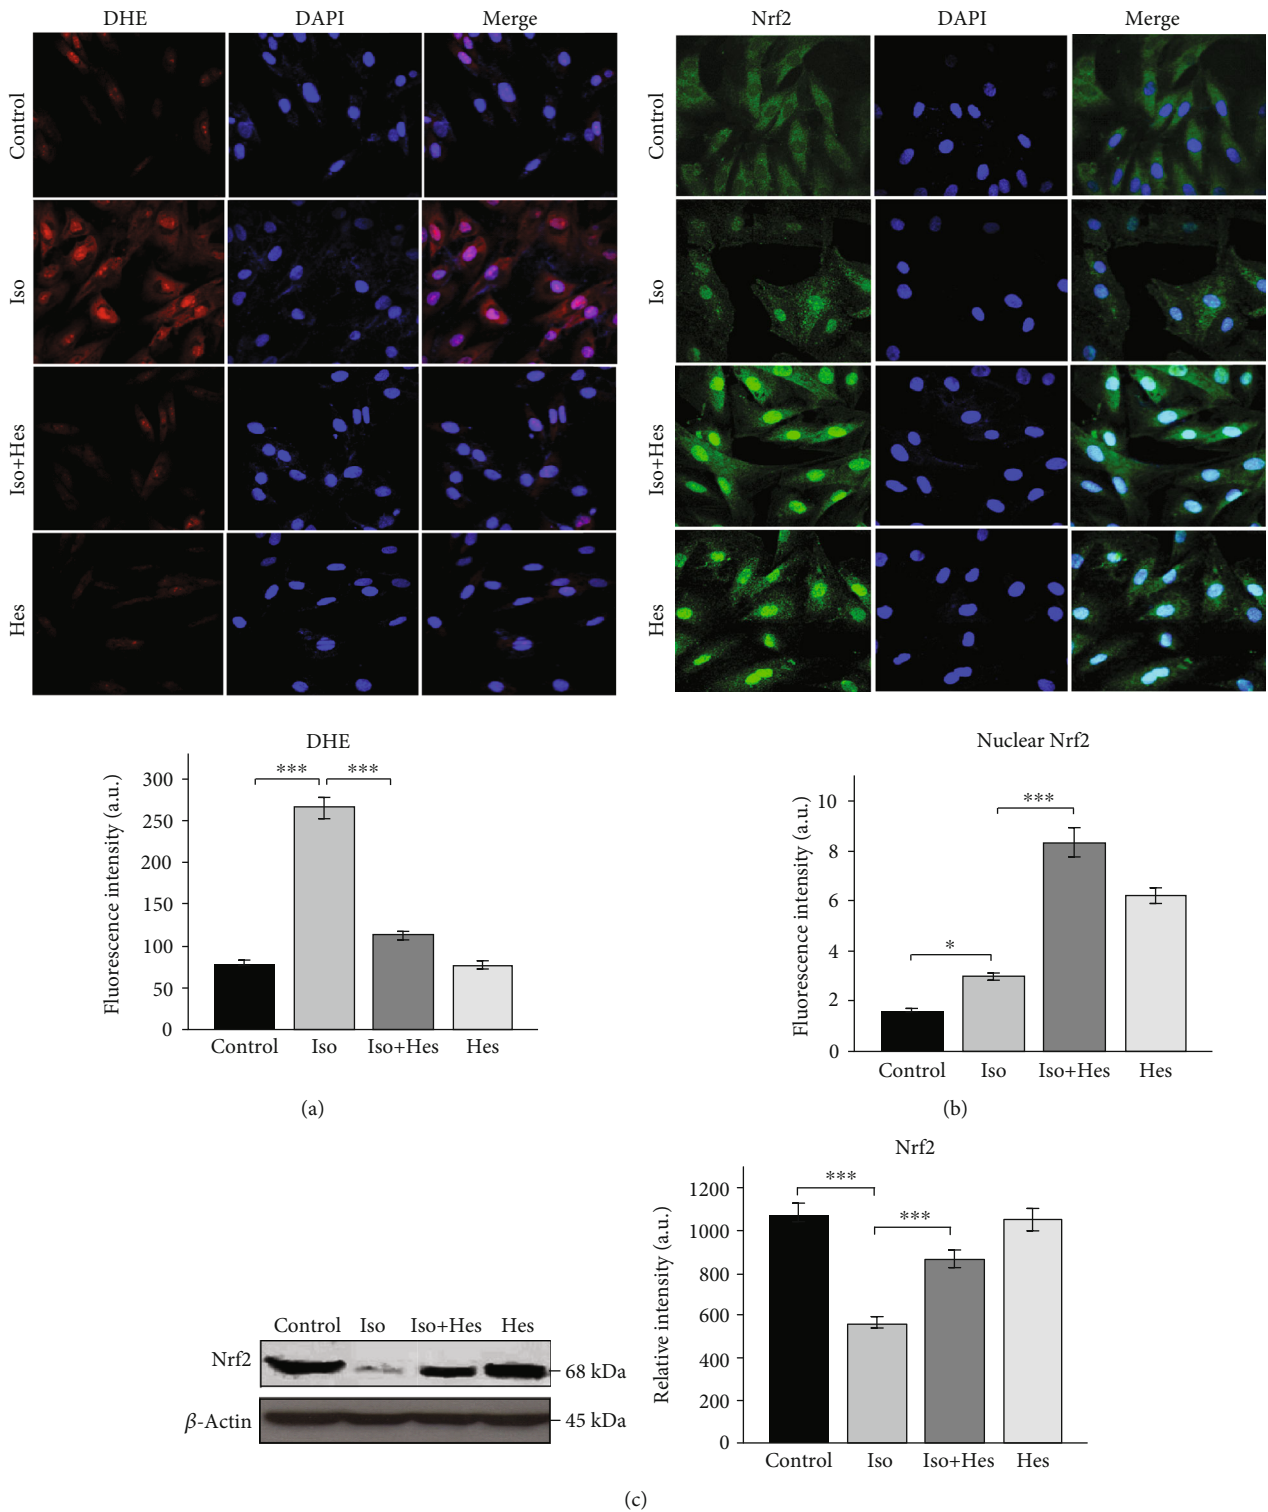 DHE DAPI Merge
Control
Iso
Iso+Hes
Hes
Nrf2 DAPI Merge
Control
Iso
Iso+Hes
Hes
DHE
Fluorescence intensity (a.u.)
300
250
200
150
100
50
0
*** ***
Control Iso Iso+Hes Hes
(a)
Nuclear Nrf2
Fluorescence intensity (a.u.)
10
8
6
4
2
0
***
*
Control Iso Iso+Hes Hes
(b)
Control Iso Iso+Hes Hes
Nrf2 68 kDa
β-Actin 45 kDa
Nrf2
Relative intensity (a.u.)
1200
1000
800
600
400
200
0
***
***
Control Iso Iso+Hes Hes
(c)